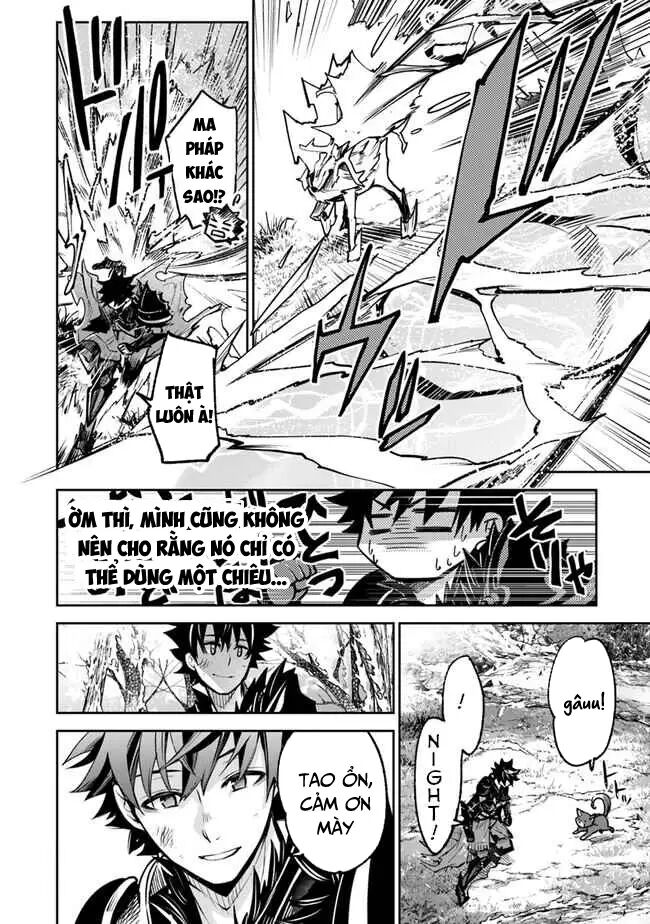 MA
PHÁP
KHÁC
SAO!?
THẬT
LUÔN À!
ỜM THÌ, MÌNH CŨNG KHÔNG
NÊN CHO RẰNG NÓ CHỈ CÓ
THỂ DÙNG MỘT CHIÊU...
gâuu!
!
NIGHT!
TAO ỔN,
CẢM ƠN
MÀY